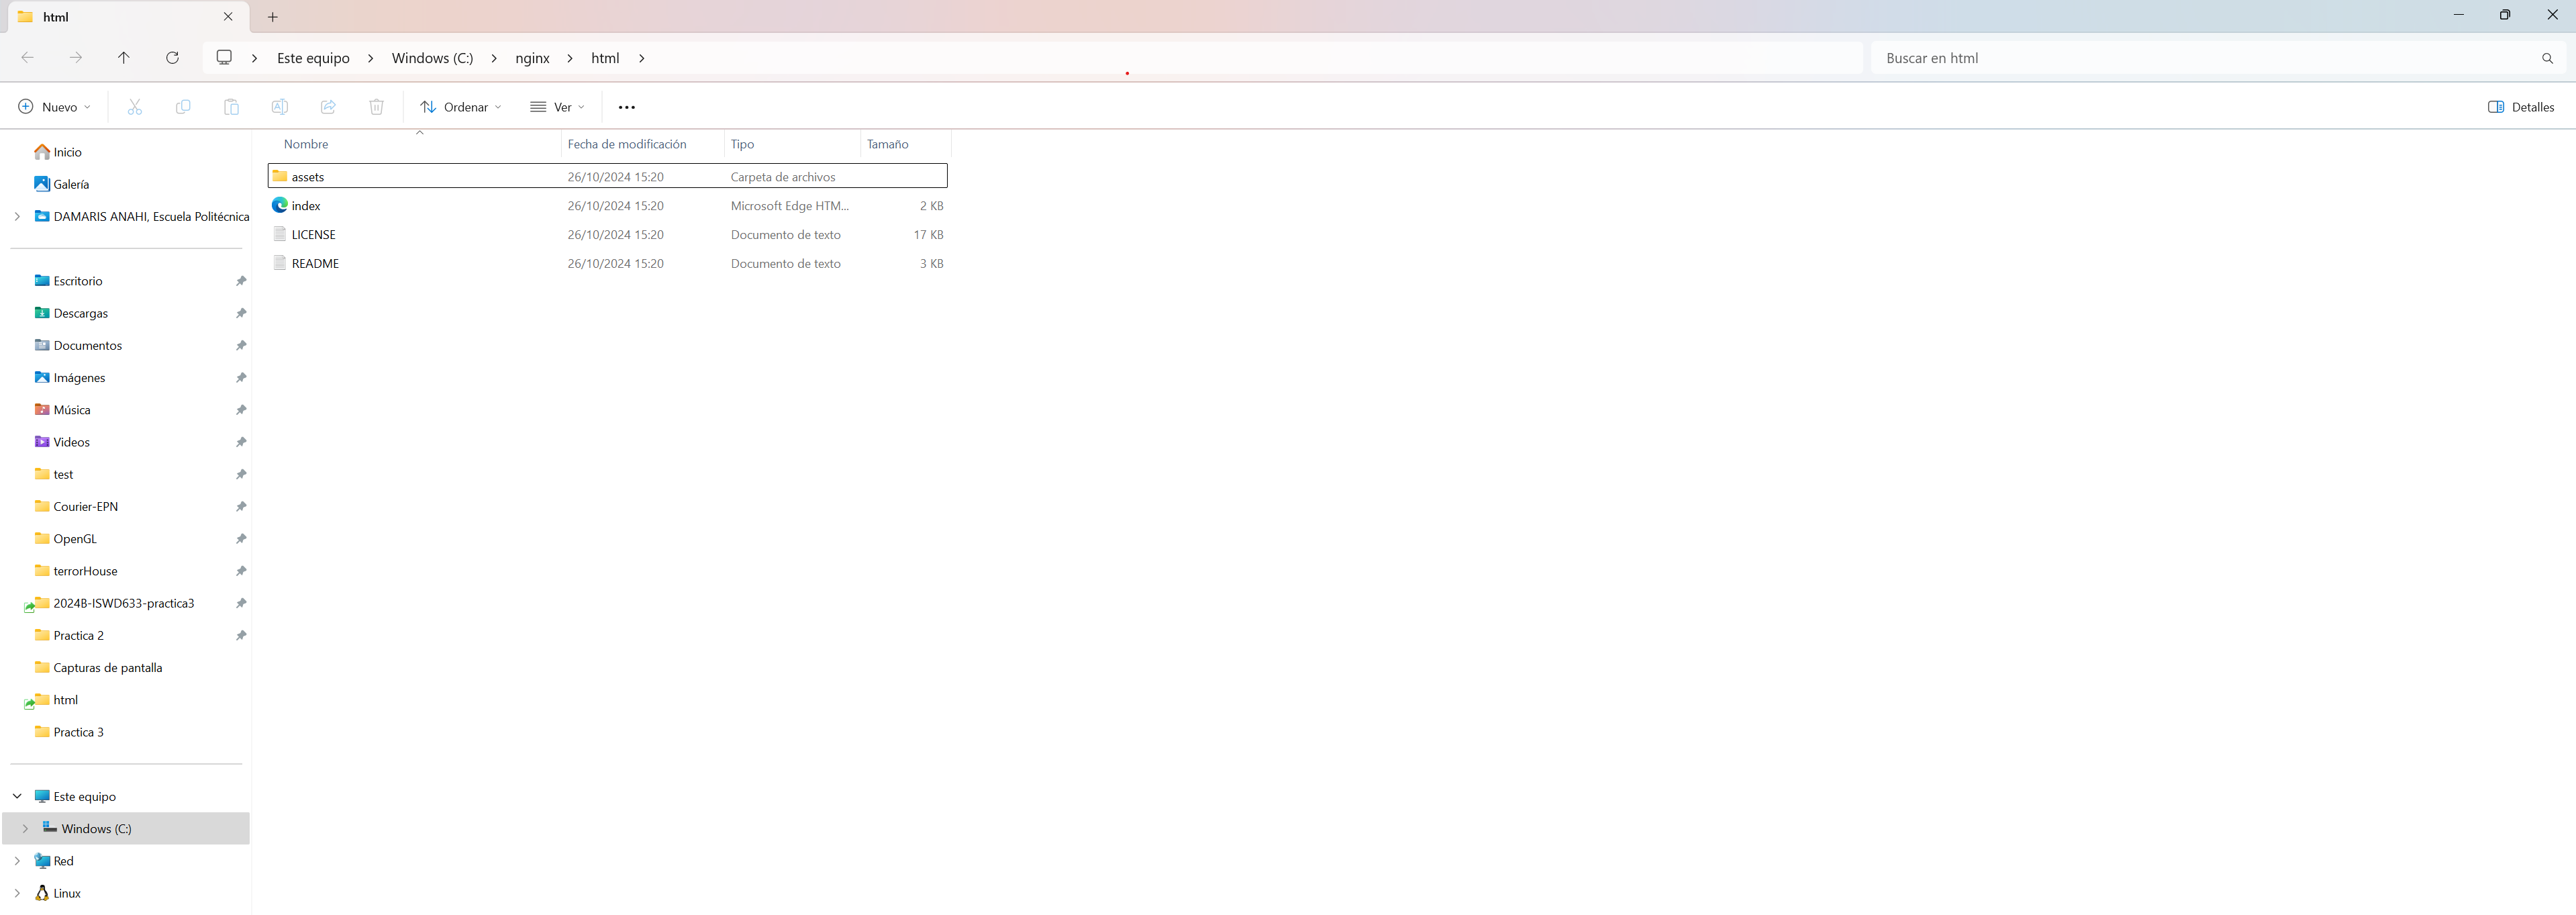 html
Este equipo > Windows (C:) > nginx > html >
Buscar en html
Nuevo
Ordenar
Ver
Detalles
Inicio
Galería
DAMARIS ANAHI, Escuela Politécnica
Escritorio
Descargas
Documentos
Imágenes
Música
Videos
test
Courier-EPN
OpenGL
terrorHouse
2024B-ISWD633-practica3
Practica 2
Capturas de pantalla
html
Practica 3
Este equipo
Windows (C:)
Red
Linux
Nombre Fecha de modificación Tipo Tamaño
assets 26/10/2024 15:20 Carpeta de archivos
index 26/10/2024 15:20 Microsoft Edge HTM... 2 KB
LICENSE 26/10/2024 15:20 Documento de texto 17 KB
README 26/10/2024 15:20 Documento de texto 3 KB